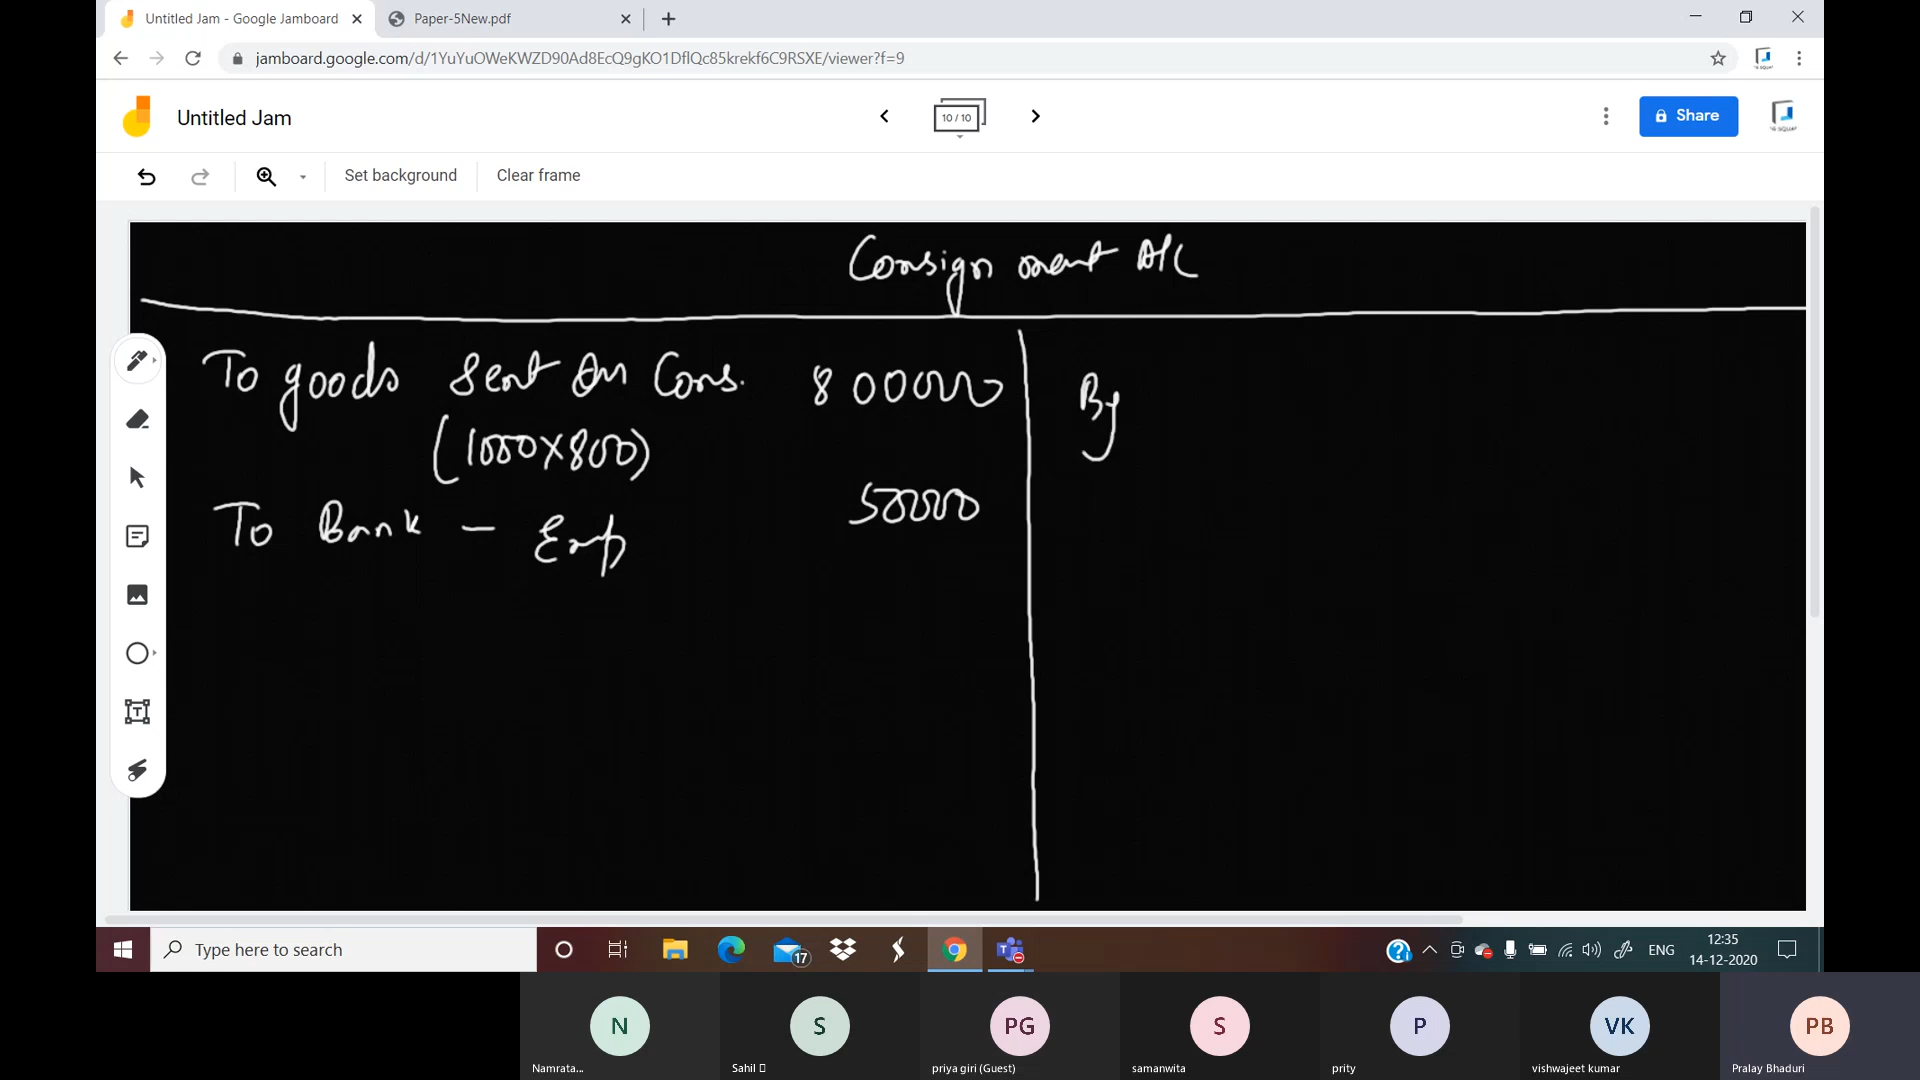 Untitled Jam - Google Jamboard
Paper-5New.pdf
jamboard.google.com/d/1YuYuOWeKWZD90Ad8EcQ9gKO1DflQc85krekf6C9RSXE/viewer?f=9
Untitled Jam
10 / 10
Share
Set background
Clear frame
Consignment A/C
To goods Sent On Cons. 800000
By
(1000X800)
To Bank - Exp 50000
Type here to search
17
ENG
12:35
14-12-2020
N
S
PG
S
P
VK
PB
Namrata...
Sahil
priya giri (Guest)
samanwita
prity
vishwajeet kumar
Pralay Bhaduri